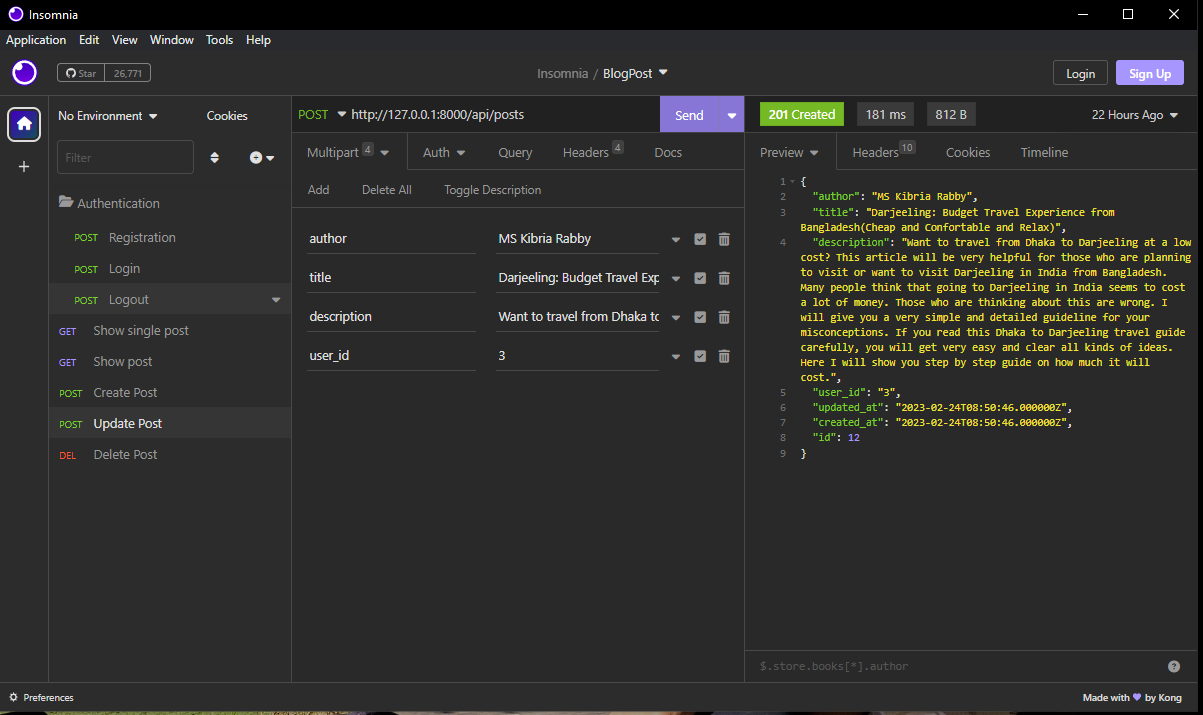 Insomnia
Application Edit View Window Tools Help
Star 26,771
Insomnia / BlogPost
Login Sign Up
No Environment Cookies
Filter
Authentication
POST Registration
POST Login
POST Logout
GET Show single post
GET Show post
POST Create Post
POST Update Post
DEL Delete Post
POST http://127.0.0.1:8000/api/posts Send
Multipart 4 Auth Query Headers 4 Docs
Add Delete All Toggle Description
author MS Kibria Rabby
title Darjeeling: Budget Travel Exp
description Want to travel from Dhaka to
user_id 3
201 Created 181 ms 812 B 22 Hours Ago
Preview Headers 10 Cookies Timeline
1 {
2 "author": "MS Kibria Rabby",
3 "title": "Darjeeling: Budget Travel Experience from
Bangladesh(Cheap and Confortable and Relax)",
4 "description": "Want to travel from Dhaka to Darjeeling at a low
cost? This article will be very helpful for those who are planning
to visit or want to visit Darjeeling in India from Bangladesh.
Many people think that going to Darjeeling in India seems to cost
a lot of money. Those who are thinking about this are wrong. I
will give you a very simple and detailed guideline for your
misconceptions. If you read this Dhaka to Darjeeling travel guide
carefully, you will get very easy and clear all kinds of ideas.
Here I will show you step by step guide on how much it will
cost.",
5 "user_id": "3",
6 "updated_at": "2023-02-24T08:50:46.000000Z",
7 "created_at": "2023-02-24T08:50:46.000000Z",
8 "id": 12
9 }
$.store.books[*].author
Preferences
Made with 💜 by Kong